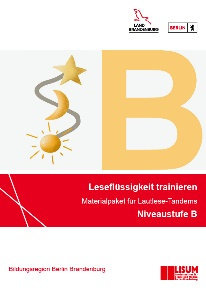 LAND
BRANDENBURG
BERLIN
B
Leseflüssigkeit trainieren
Materialpaket für Lautlese-Tandems
Niveaustufe B
Bildungsregion Berlin Brandenburg
LISUM